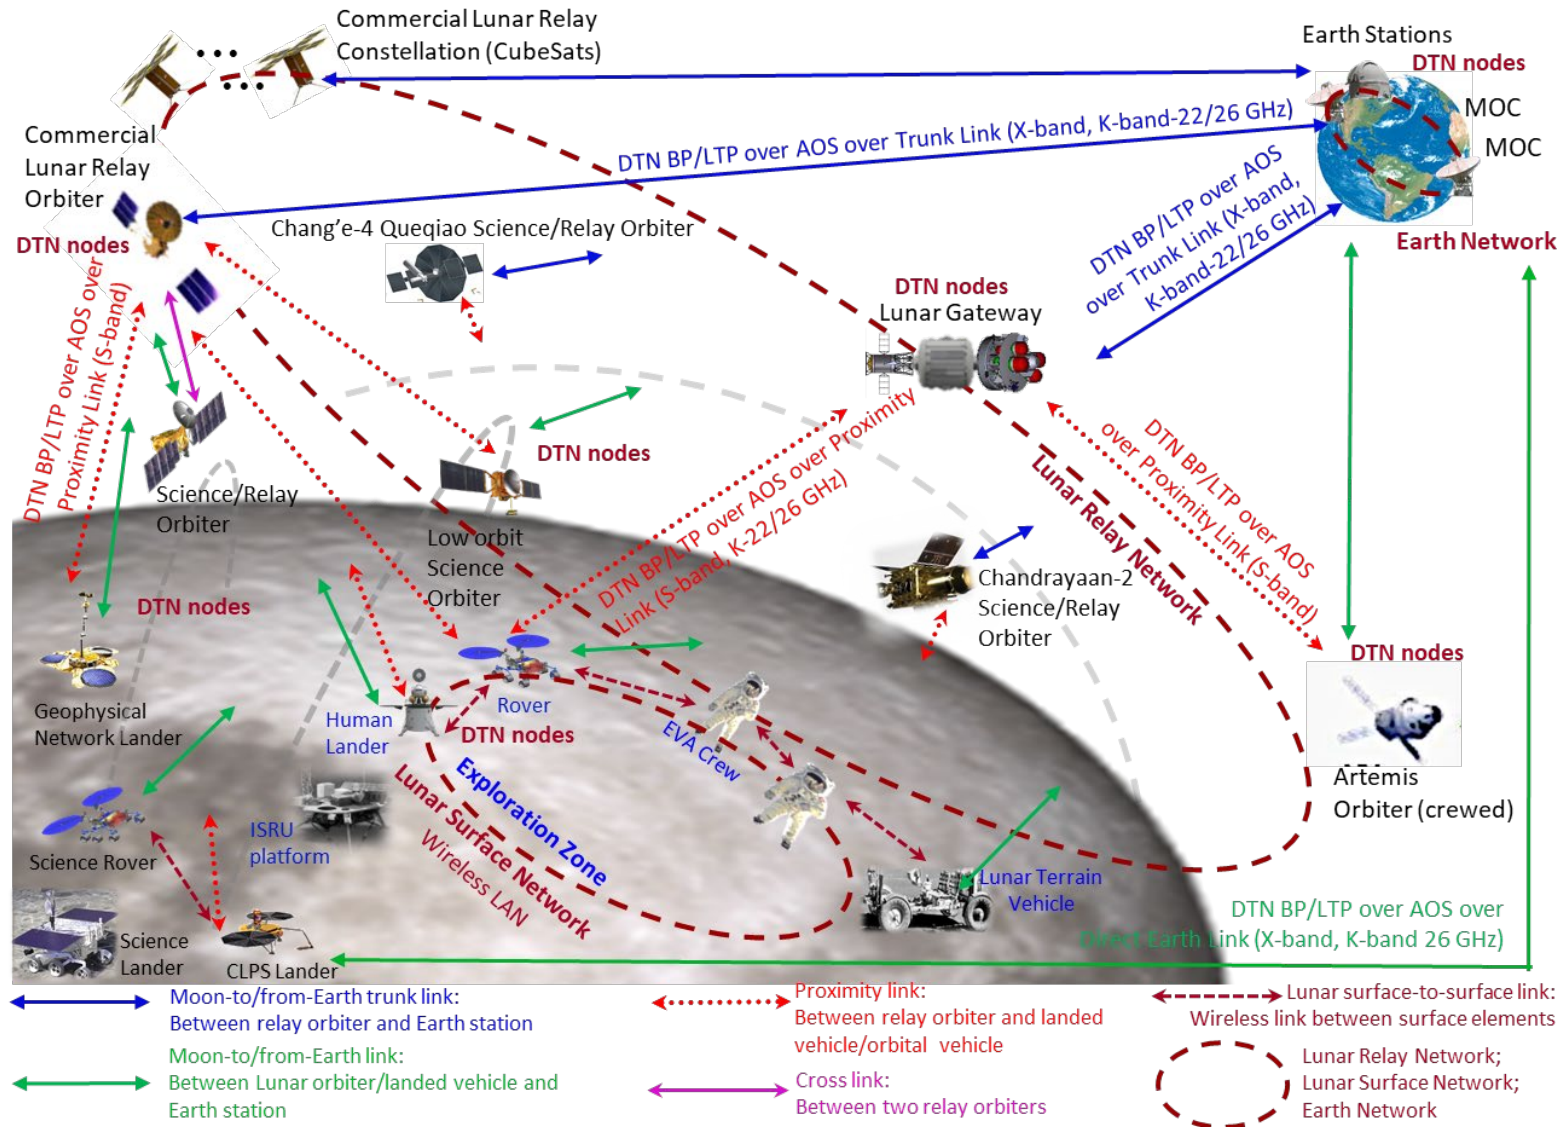 Commercial Lunar Relay
Constellation (CubeSats)
Earth Stations
DTN nodes
MOC
MOC
Earth Network
Commercial
Lunar Relay
Orbiter
DTN nodes
DTN BP/LTP over AOS over Trunk Link (X-band, K-band-22/26 GHz)
DTN BP/LTP over AOS
over Trunk Link (X-band,
K-band-22/26 GHz)
Chang'e-4 Queqiao Science/Relay Orbiter
DTN nodes
Lunar Gateway
DTN BP/LTP over AOS over
Proximity Link (S-band)
Science/Relay
Orbiter
DTN nodes
Low orbit
Science
Orbiter
DTN BP/LTP over AOS over Proximity
Link (S-band, K-22/26 GHz)
Lunar Relay Network
DTN BP/LTP over AOS
over Proximity Link (S-band)
Chandrayaan-2
Science/Relay
Orbiter
DTN nodes
DTN nodes
Artemis
Orbiter (crewed)
Geophysical
Network Lander
Human
Lander
Rover
DTN nodes
EVA Crew
Exploration Zone
Lunar Surface Network
Wireless LAN
ISRU
platform
Science Rover
Science
Lander
CLPS Lander
Lunar Terrain
Vehicle
DTN BP/LTP over AOS over
Direct Earth Link (X-band, K-band 26 GHz)
Moon-to/from-Earth trunk link:
Between relay orbiter and Earth station
Moon-to/from-Earth link:
Between Lunar orbiter/landed vehicle and
Earth station
Proximity link:
Between relay orbiter and landed
vehicle/orbital vehicle
Cross link:
Between two relay orbiters
Lunar surface-to-surface link:
Wireless link between surface elements
Lunar Relay Network;
Lunar Surface Network;
Earth Network